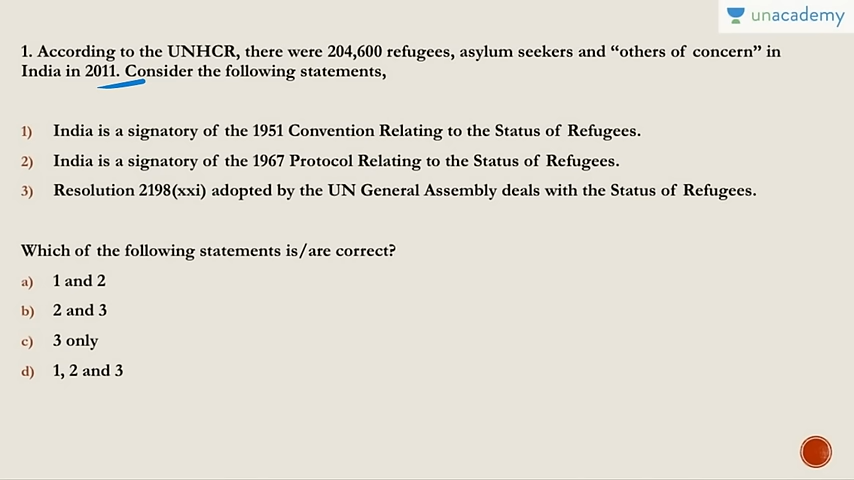 unacademy
1. According to the UNHCR, there were 204,600 refugees, asylum seekers and “others of concern” in
India in 2011. Consider the following statements,
1) India is a signatory of the 1951 Convention Relating to the Status of Refugees.
2) India is a signatory of the 1967 Protocol Relating to the Status of Refugees.
3) Resolution 2198(xxi) adopted by the UN General Assembly deals with the Status of Refugees.
Which of the following statements is/are correct?
a) 1 and 2
b) 2 and 3
c) 3 only
d) 1, 2 and 3